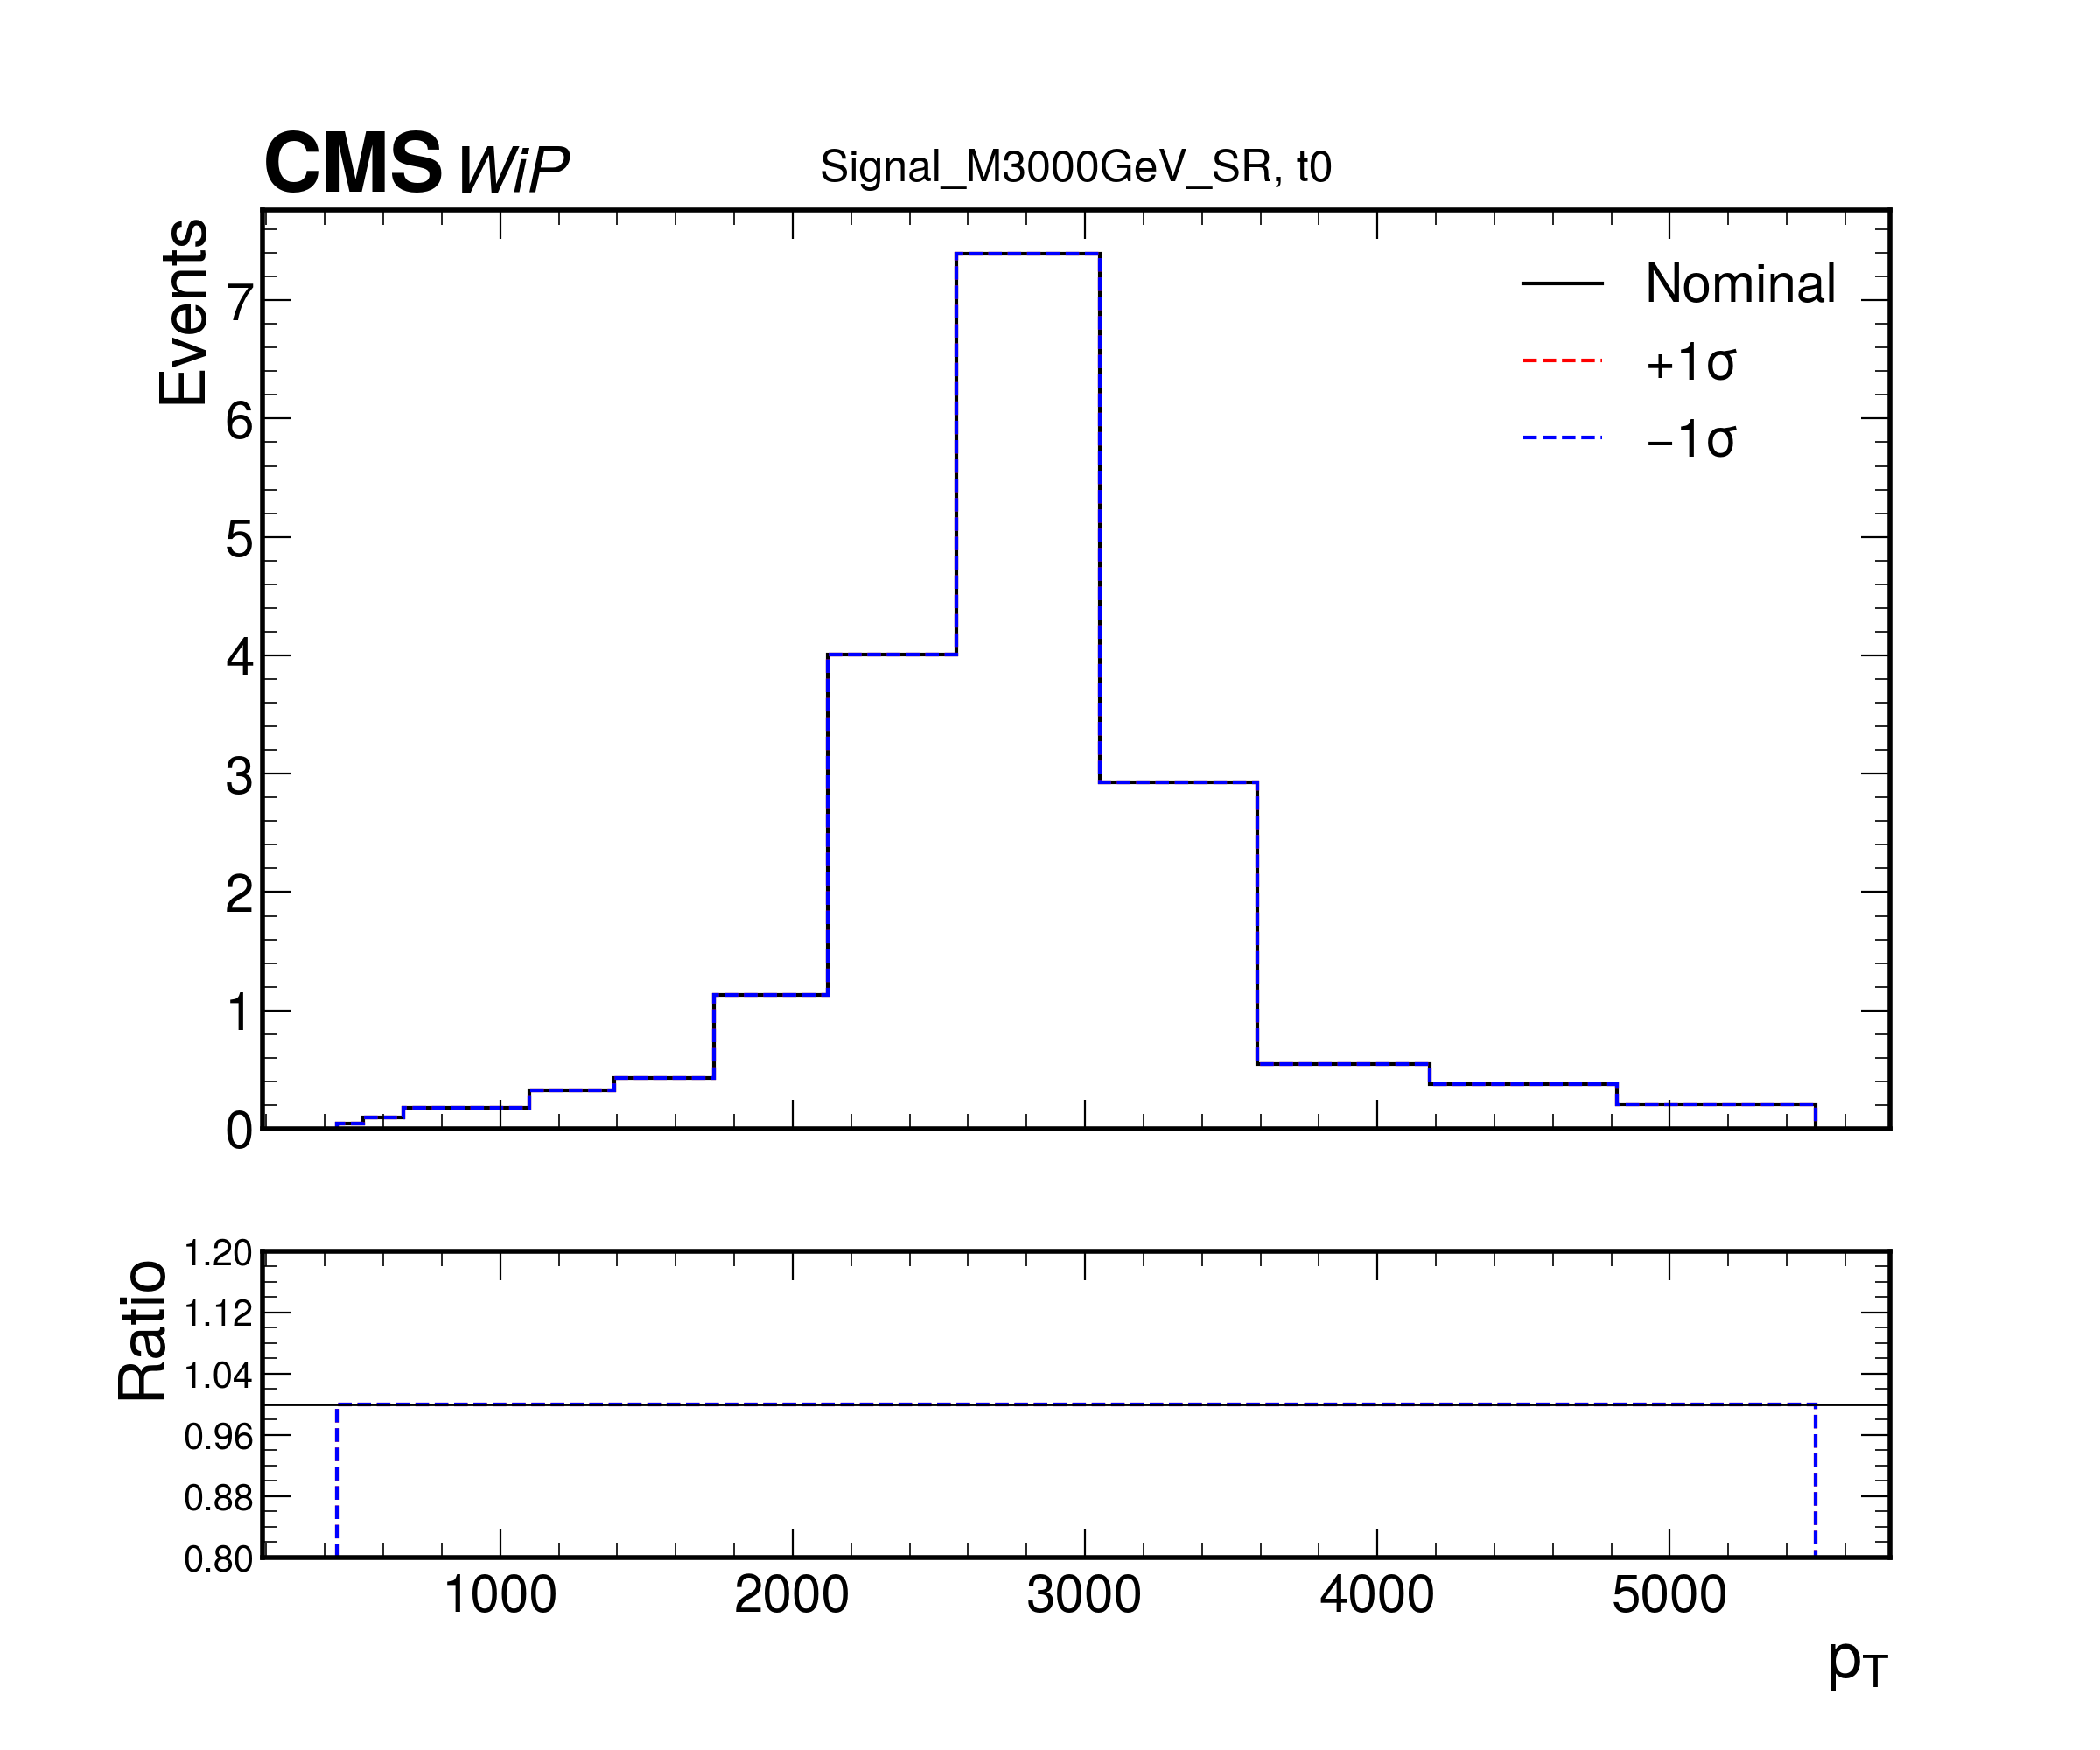 CMS WiP
Signal_M3000GeV_SR, t0
Events
7
6
5
4
3
2
1
0
Nominal
+1σ
−1σ
Ratio
1.20
1.12
1.04
0.96
0.88
0.80
1000 2000 3000 4000 5000
pT